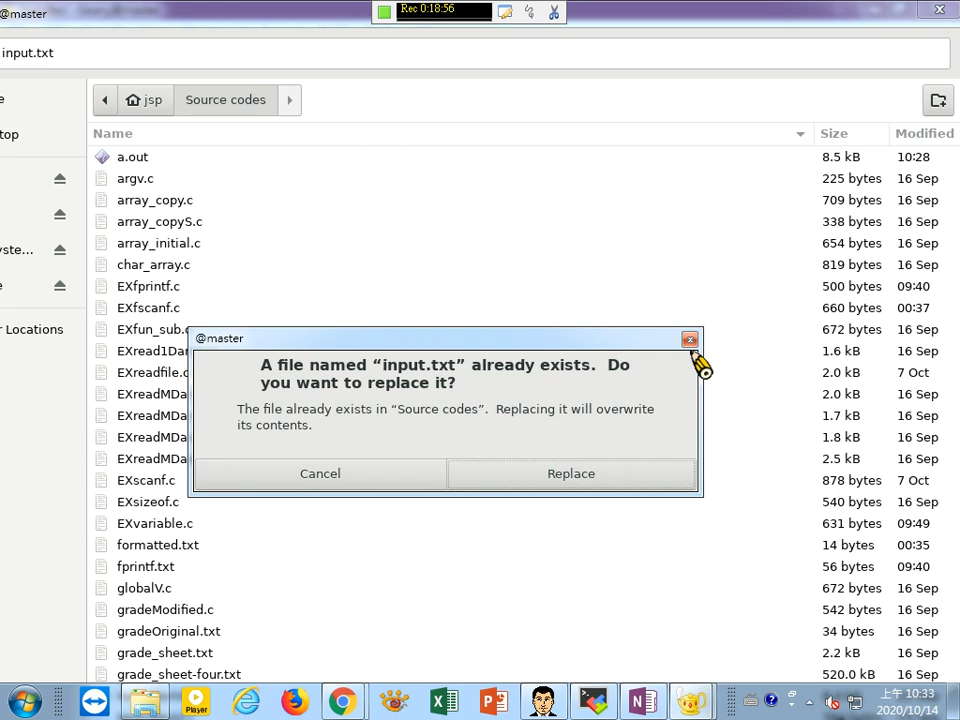 @master
Rec 0:18:56
input.txt
jsp
Source codes
Name
Size
Modified
a.out
8.5 kB
10:28
top
argv.c
225 bytes
16 Sep
array_copy.c
709 bytes
16 Sep
array_copyS.c
338 bytes
16 Sep
array_initial.c
654 bytes
16 Sep
yste...
char_array.c
819 bytes
16 Sep
EXfprintf.c
500 bytes
09:40
EXfscanf.c
660 bytes
00:37
r Locations
EXfun_sub.c
672 bytes
16 Sep
EXread1Dar
1.6 kB
16 Sep
EXreadfile.c
2.0 kB
7 Oct
EXreadMDa
2.0 kB
16 Sep
EXreadMDa
1.7 kB
16 Sep
EXreadMDa
1.8 kB
16 Sep
EXreadMDa
2.5 kB
16 Sep
EXscanf.c
878 bytes
7 Oct
EXsizeof.c
540 bytes
16 Sep
EXvariable.c
631 bytes
09:49
formatted.txt
14 bytes
00:35
fprintf.txt
56 bytes
09:40
globalV.c
672 bytes
16 Sep
gradeModified.c
542 bytes
16 Sep
gradeOriginal.txt
34 bytes
16 Sep
grade_sheet.txt
2.2 kB
16 Sep
grade_sheet-four.txt
520.0 kB
16 Sep
@master
A file named “input.txt” already exists. Do
you want to replace it?
The file already exists in “Source codes”. Replacing it will overwrite
its contents.
Cancel
Replace
Player
上午 10:33
2020/10/14